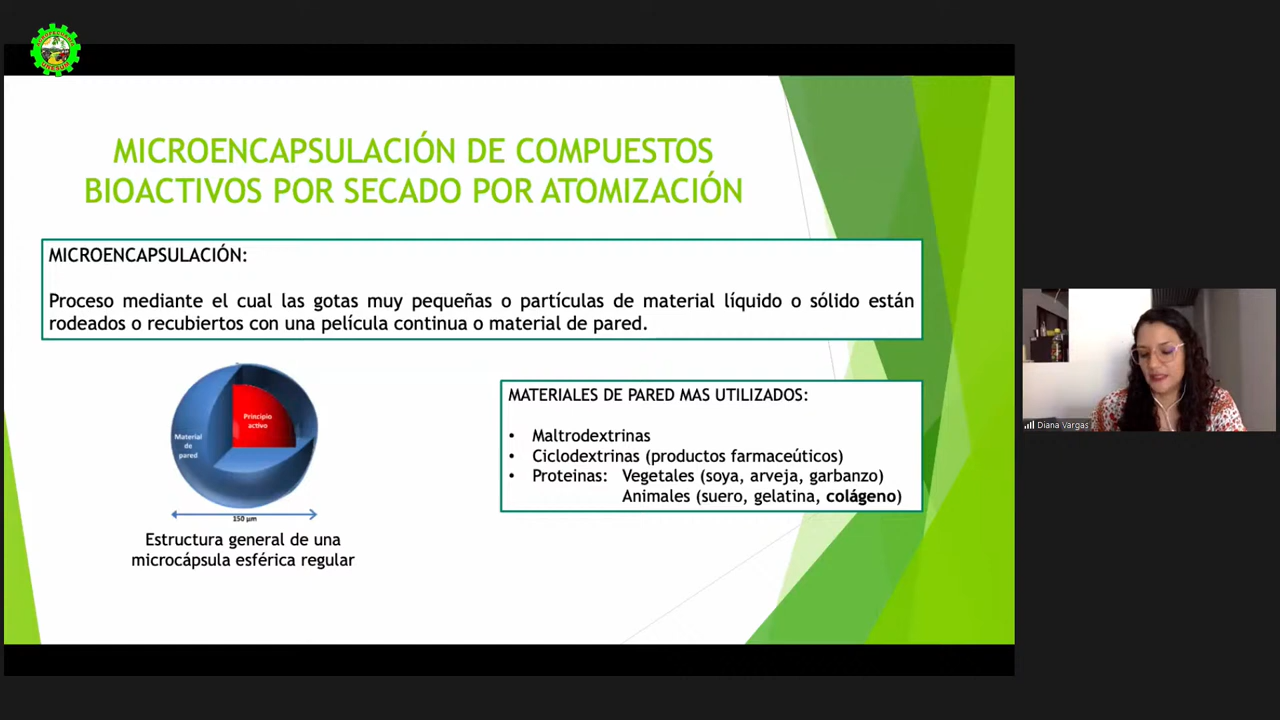 MICROENCAPSULACIÓN DE COMPUESTOS
BIOACTIVOS POR SECADO POR ATOMIZACIÓN
MICROENCAPSULACIÓN:
Proceso mediante el cual las gotas muy pequeñas o partículas de material líquido o sólido están
rodeados o recubiertos con una película continua o material de pared.
Principio
activo
Material
de
pared
150 µm
Estructura general de una
microcápsula esférica regular
MATERIALES DE PARED MAS UTILIZADOS:
• Maltrodextrinas
• Ciclodextrinas (productos farmaceúticos)
• Proteinas: Vegetales (soya, arveja, garbanzo)
Animales (suero, gelatina, colágeno)
Diana Vargas